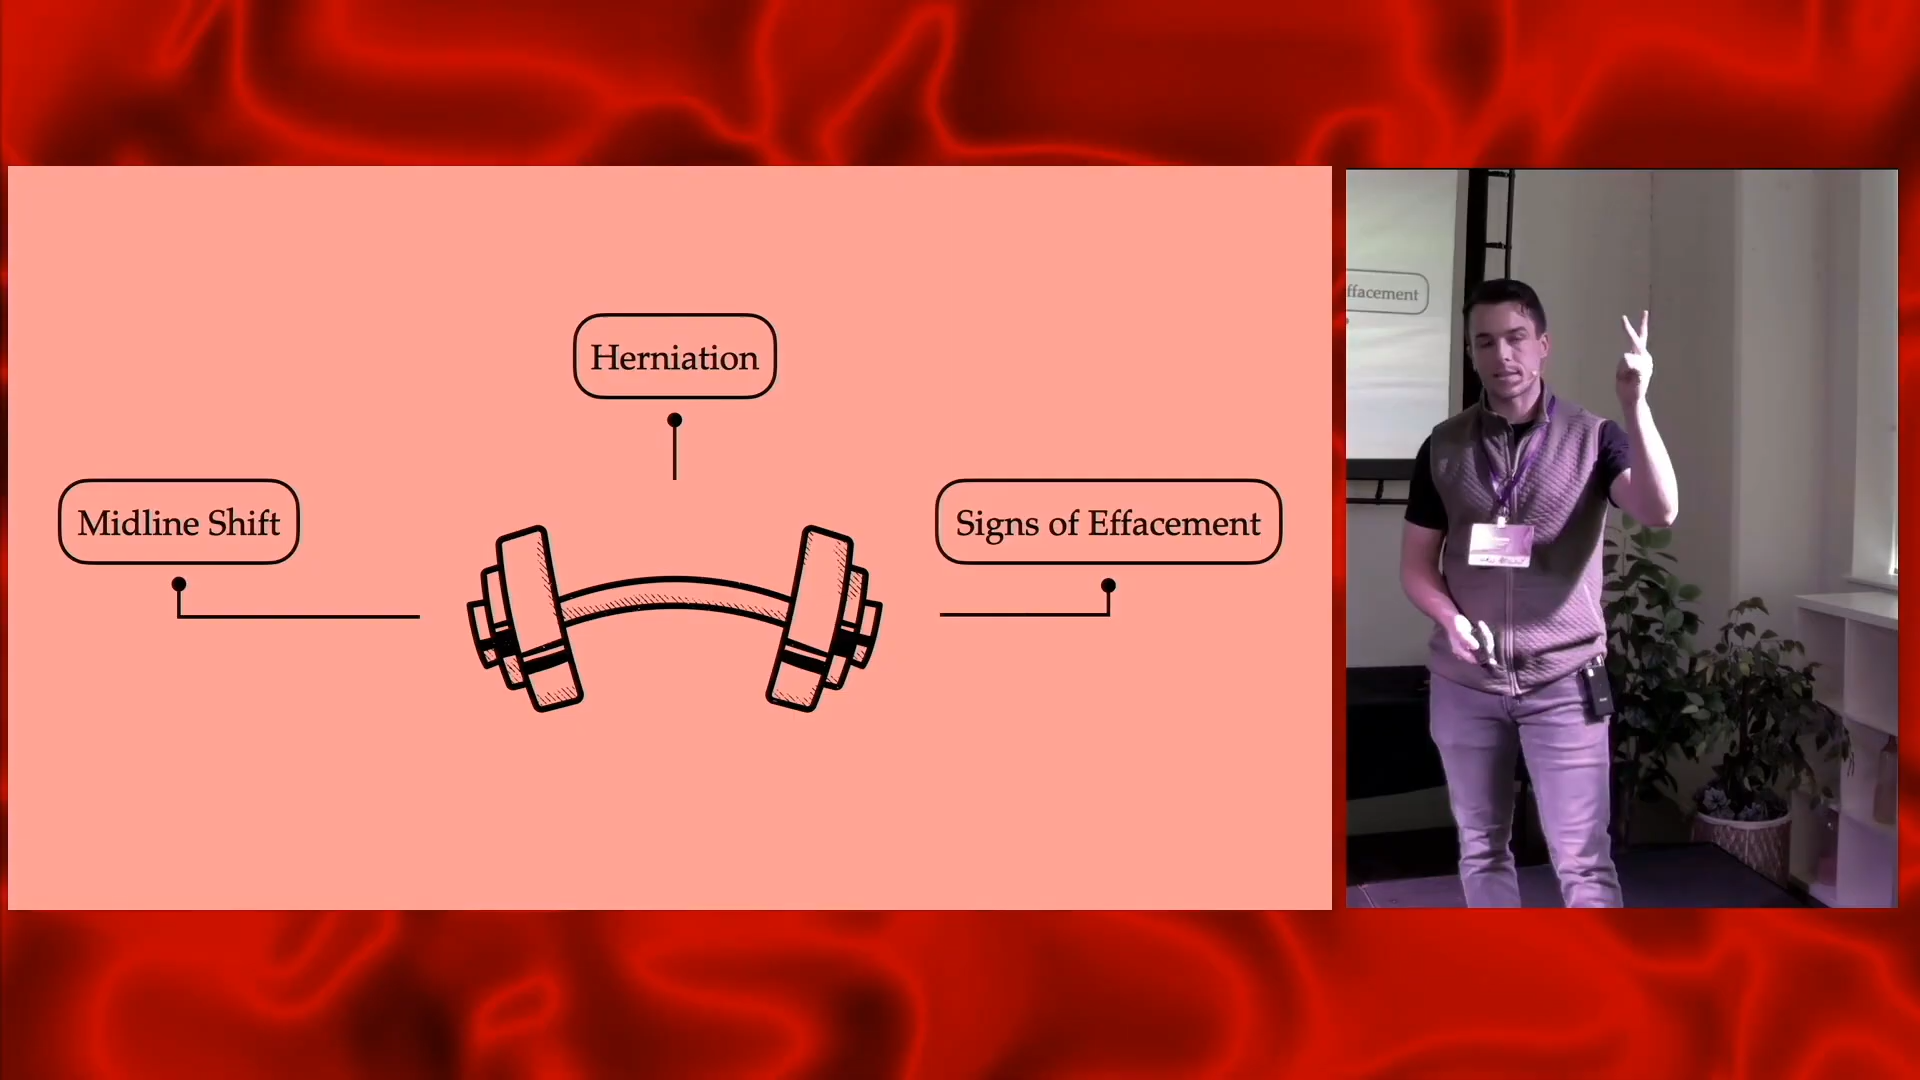 Herniation
Midline Shift
Signs of Effacement
ffacement